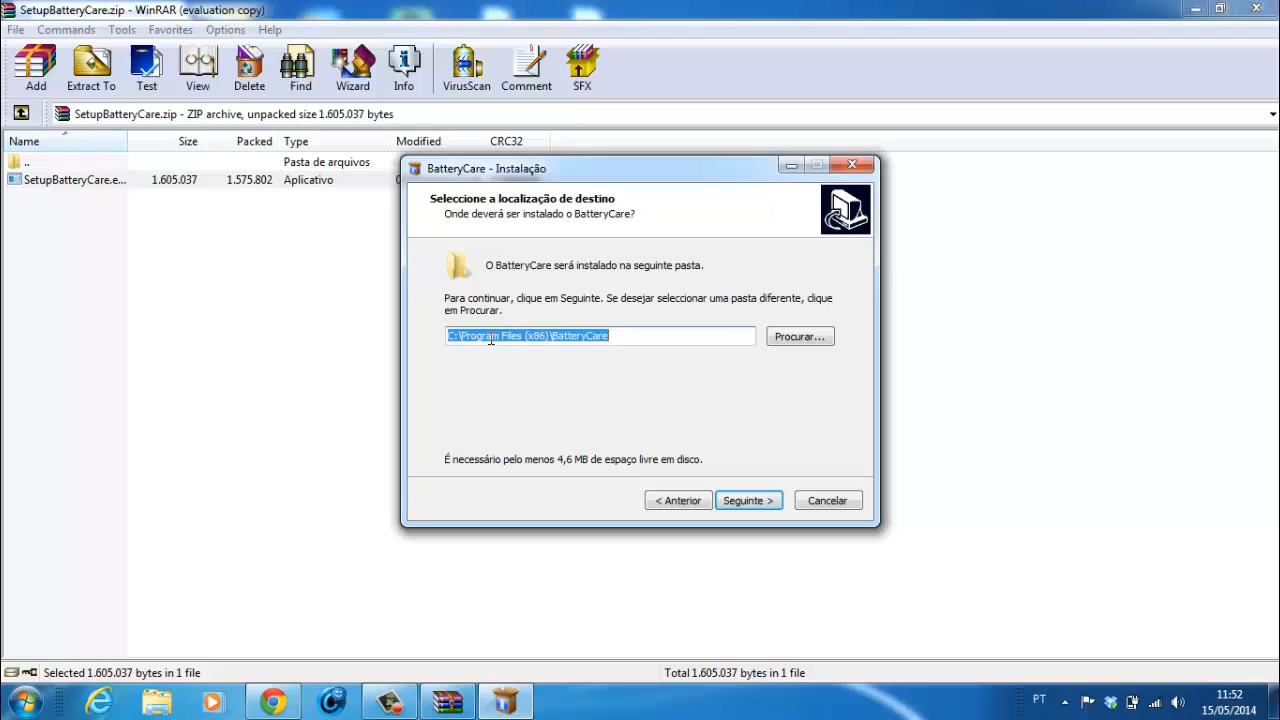 SetupBatteryCare.zip - WinRAR (evaluation copy)
File Commands Tools Favorites Options Help
Add Extract To Test View Delete Find Wizard Info VirusScan Comment SFX
SetupBatteryCare.zip - ZIP archive, unpacked size 1.605.037 bytes
Name Size Packed Type Modified CRC32
.. Pasta de arquivos
SetupBatteryCare.e... 1.605.037 1.575.802 Aplicativo
BatteryCare - Instalação
Seleccione a localização de destino
Onde deverá ser instalado o BatteryCare?
O BatteryCare será instalado na seguinte pasta.
Para continuar, clique em Seguinte. Se desejar seleccionar uma pasta diferente, clique
em Procurar.
C:\Program Files (x86)\BatteryCare
Procurar...
É necessário pelo menos 4,6 MB de espaço livre em disco.
< Anterior Seguinte > Cancelar
Selected 1.605.037 bytes in 1 file Total 1.605.037 bytes in 1 file
PT 11:52
15/05/2014